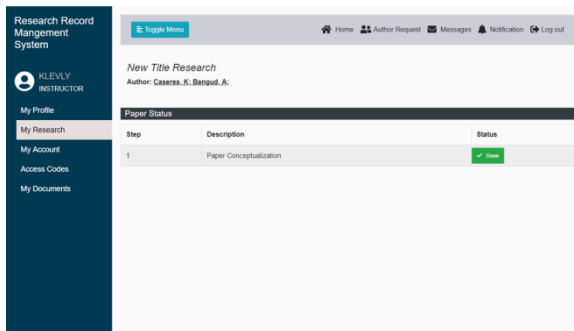 Research Record
Mangement
System
Toggle Menu
Home Author Request Messages Notification Log out
KLEVLY
INSTRUCTOR
New Title Research
Author: Caseres, K; Bangud, A;
My Profile
My Research
My Account
Access Codes
My Documents
Paper Status
Step Description Status
1 Paper Conceptualization Done